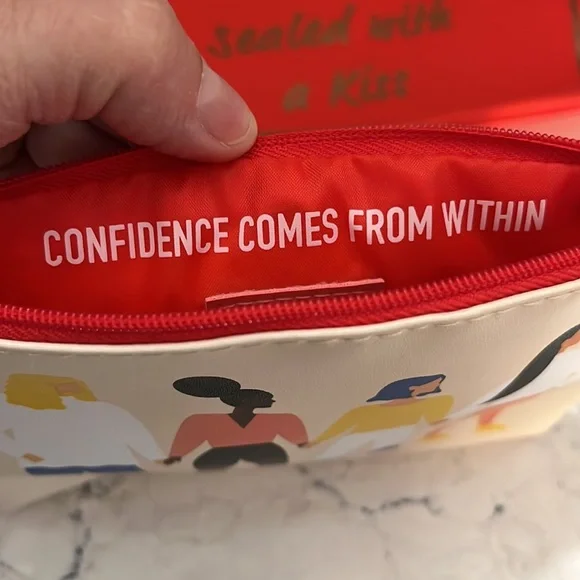 Sealed with
a Kiss
CONFIDENCE COMES FROM WITHIN